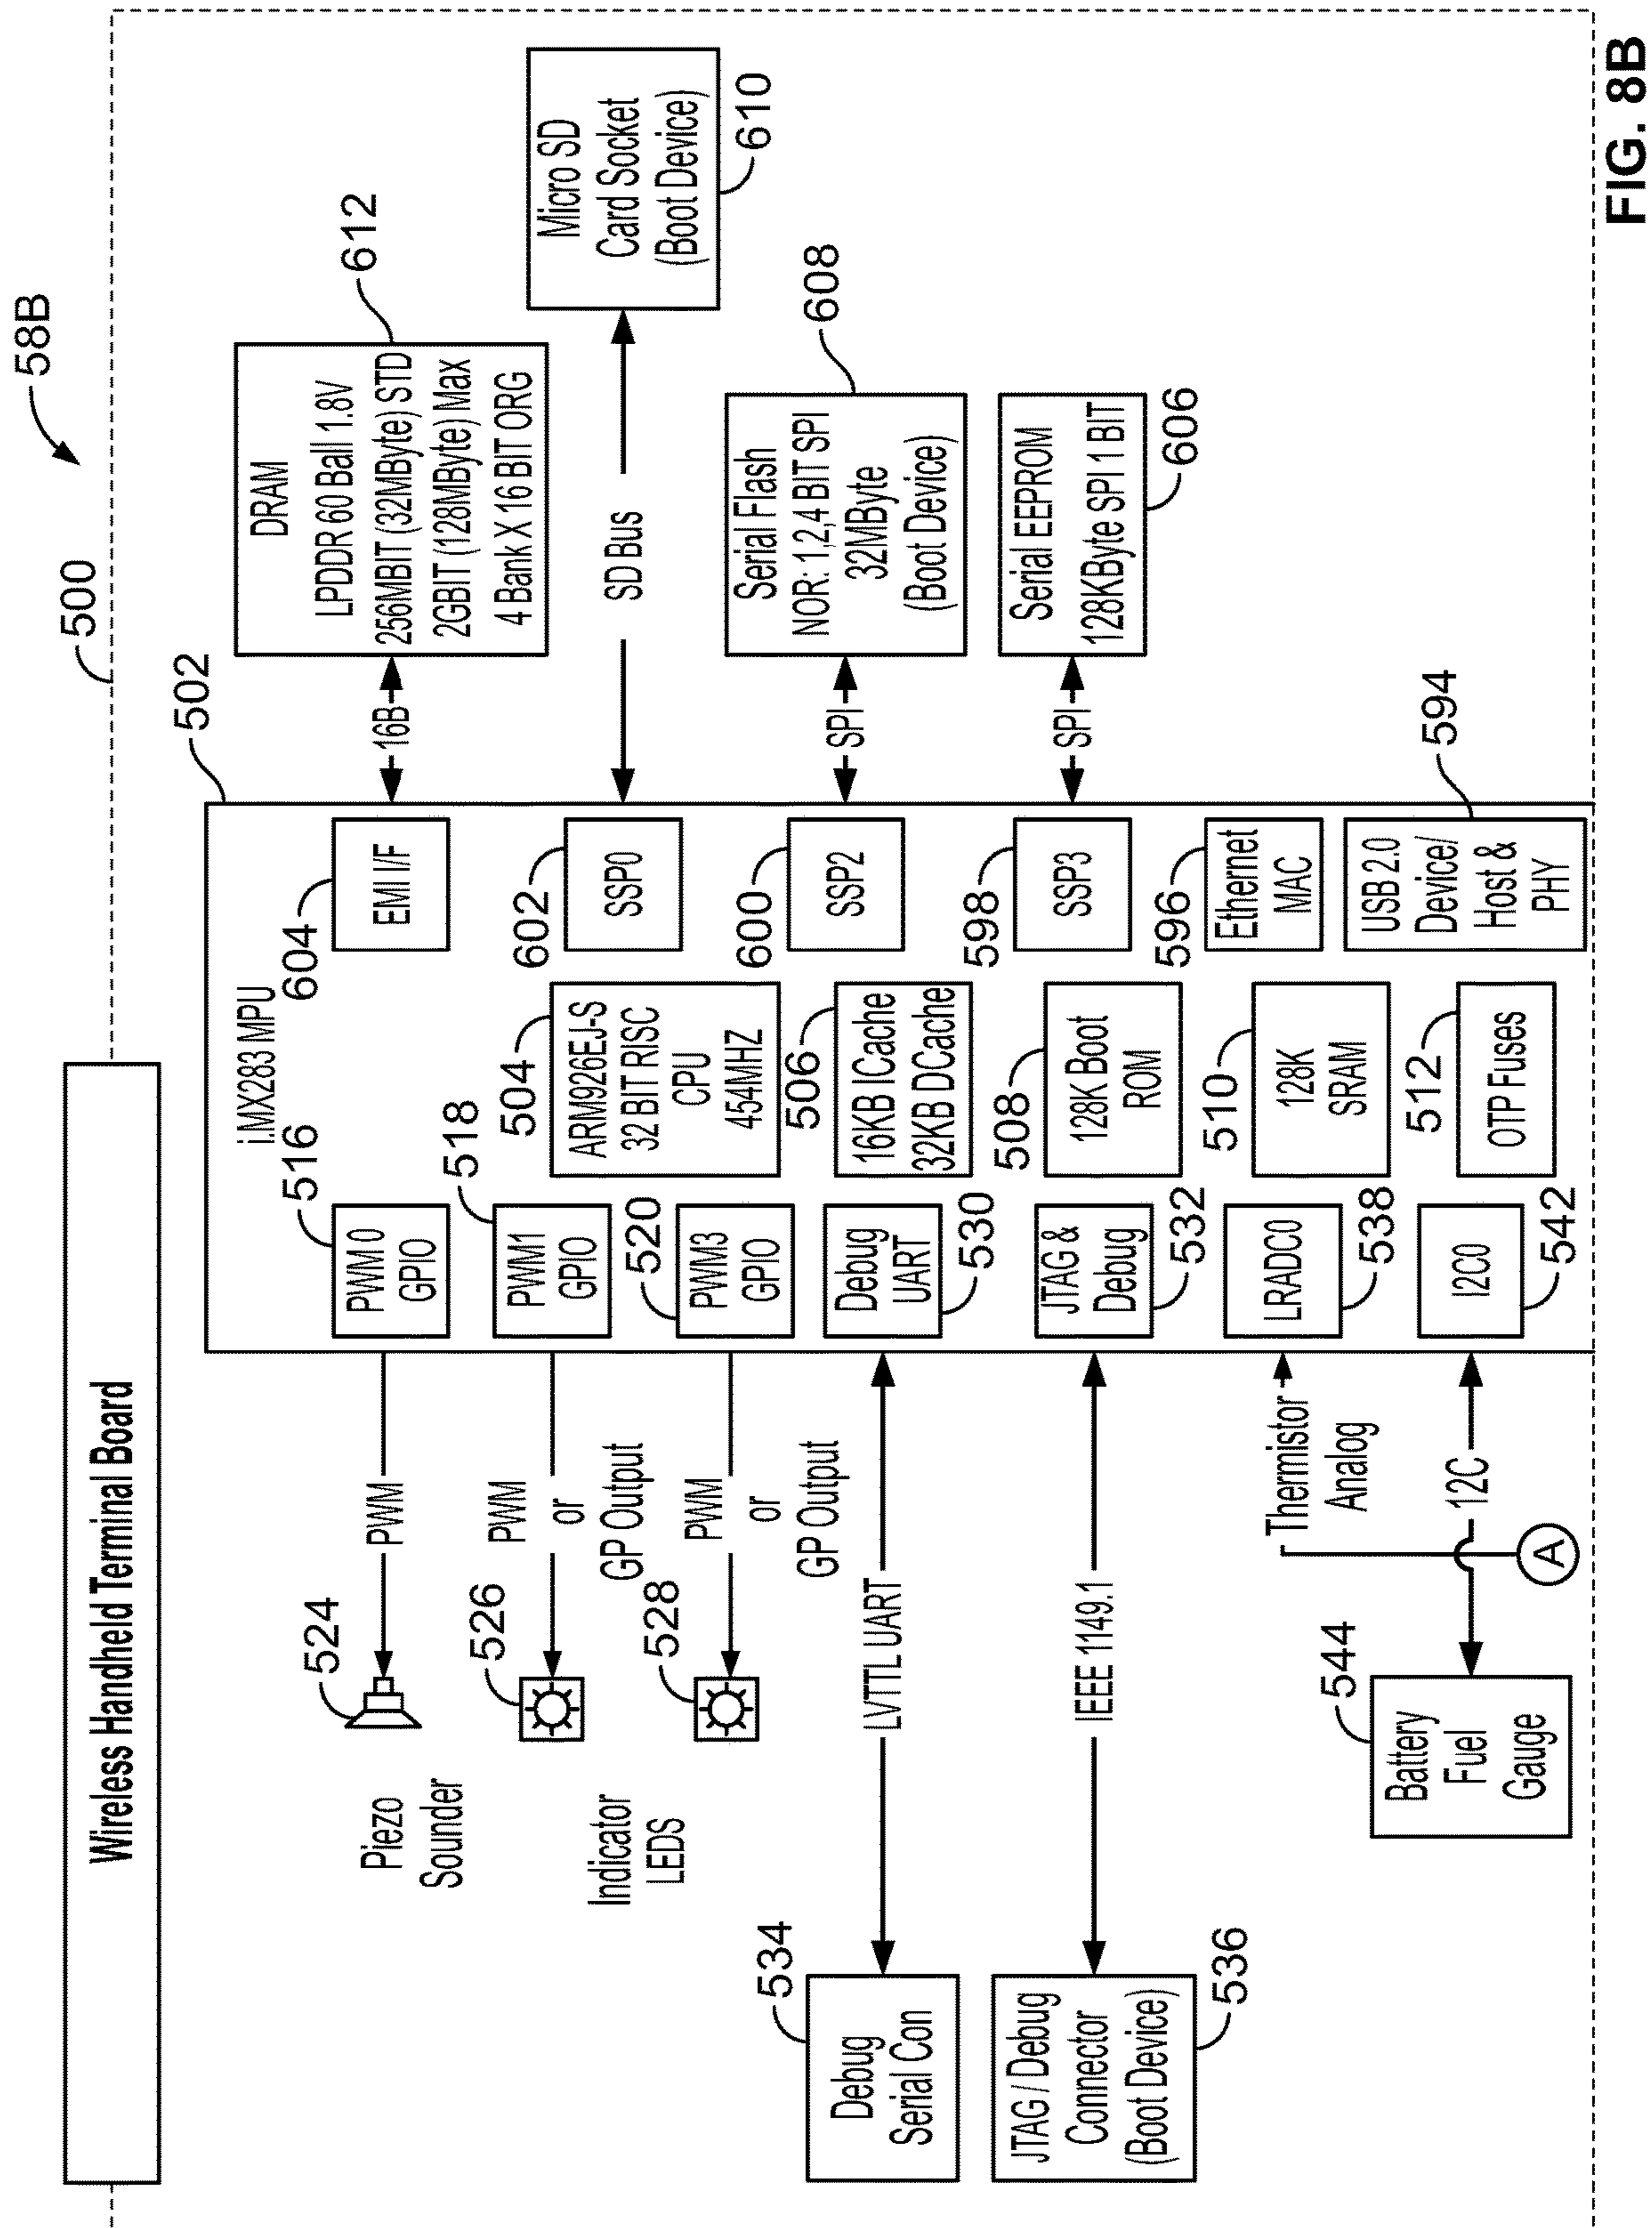 Wireless Handheld Terminal Board
58B
500
502
i.MX283 MPU
Piezo
Sounder
524
PWM
516
PWM 0
GPIO
604
EMI I/F
16B
DRAM
LPDDR 60 Ball 1.8V
256MBIT (32MByte) STD
2GBIT (128MByte) Max
4 Bank X 16 BIT ORG
612
Indicator
LEDS
526
PWM
or
GP Output
518
PWM1
GPIO
528
PWM
or
GP Output
520
PWM3
GPIO
504
ARM926EJ-S
32 BIT RISC
CPU
454MHZ
602
SSP0
SD Bus
Micro SD
Card Socket
(Boot Device)
610
534
Debug
Serial Con
LVTTL UART
Debug
UART
530
506
16KB ICache
32KB DCache
600
SSP2
SPI
Serial Flash
NOR: 1,2,4 BIT SPI
32MByte
(Boot Device)
608
JTAG / Debug
Connector
(Boot Device)
536
IEEE 1149.1
JTAG &
Debug
532
508
128K Boot
ROM
598
SSP3
SPI
Serial EEPROM
128KByte SPI 1 BIT
606
Thermistor
Analog
LRADC0
538
510
128K
SRAM
596
Ethernet
MAC
544
Battery
Fuel
Gauge
12C
A
I2C0
542
512
OTP Fuses
594
USB 2.0
Device/
Host &
PHY
FIG. 8B